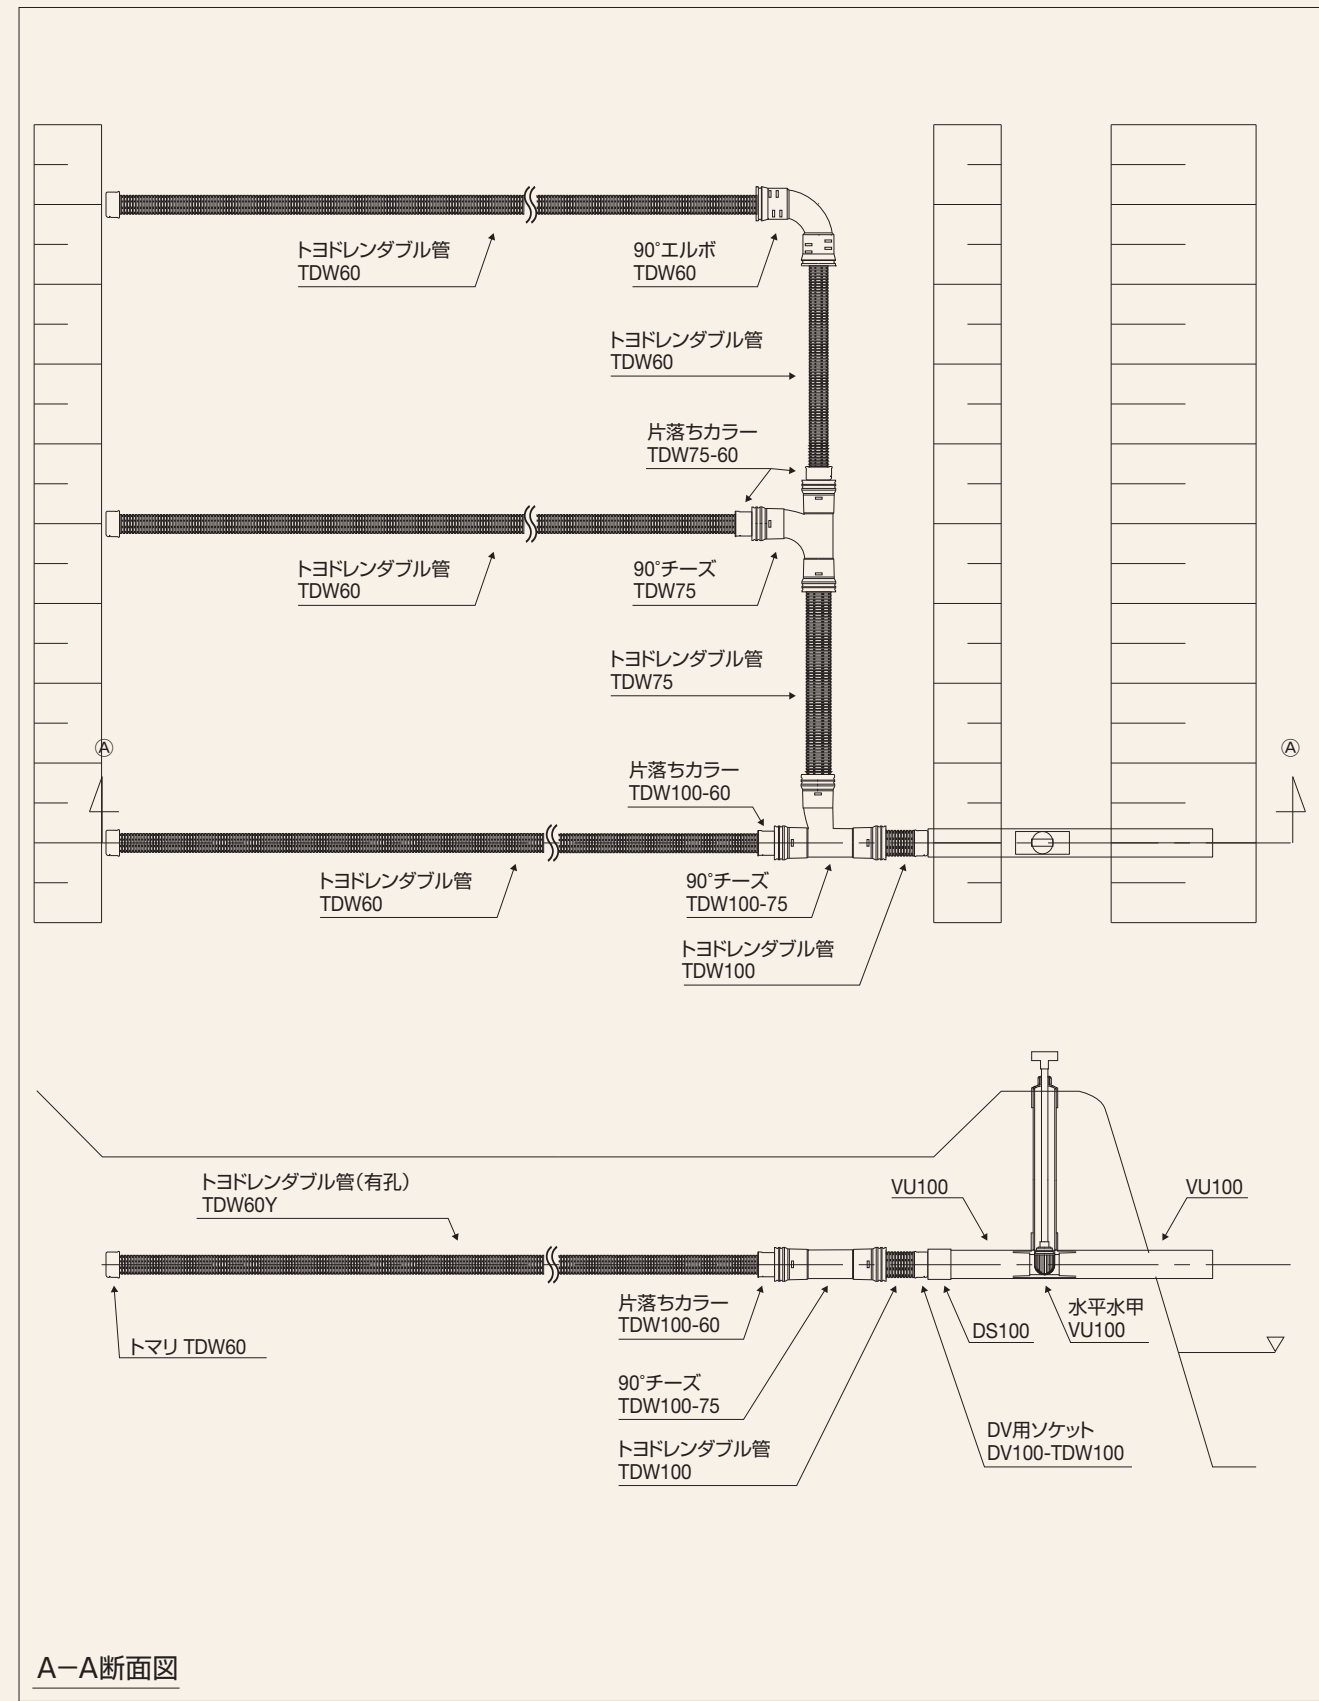 トヨドレンダブル管
TDW60
90°エルボ
TDW60
トヨドレンダブル管
TDW60
片落ちカラー
TDW75-60
トヨドレンダブル管
TDW60
90°チーズ
TDW75
トヨドレンダブル管
TDW75
Ⓐ
Ⓐ
片落ちカラー
TDW100-60
トヨドレンダブル管
TDW60
90°チーズ
TDW100-75
トヨドレンダブル管
TDW100
トヨドレンダブル管(有孔)
TDW60Y
VU100
VU100
トマリ TDW60
片落ちカラー
TDW100-60
DS100
水平水甲
VU100
90°チーズ
TDW100-75
トヨドレンダブル管
TDW100
DV用ソケット
DV100-TDW100
A−A断面図